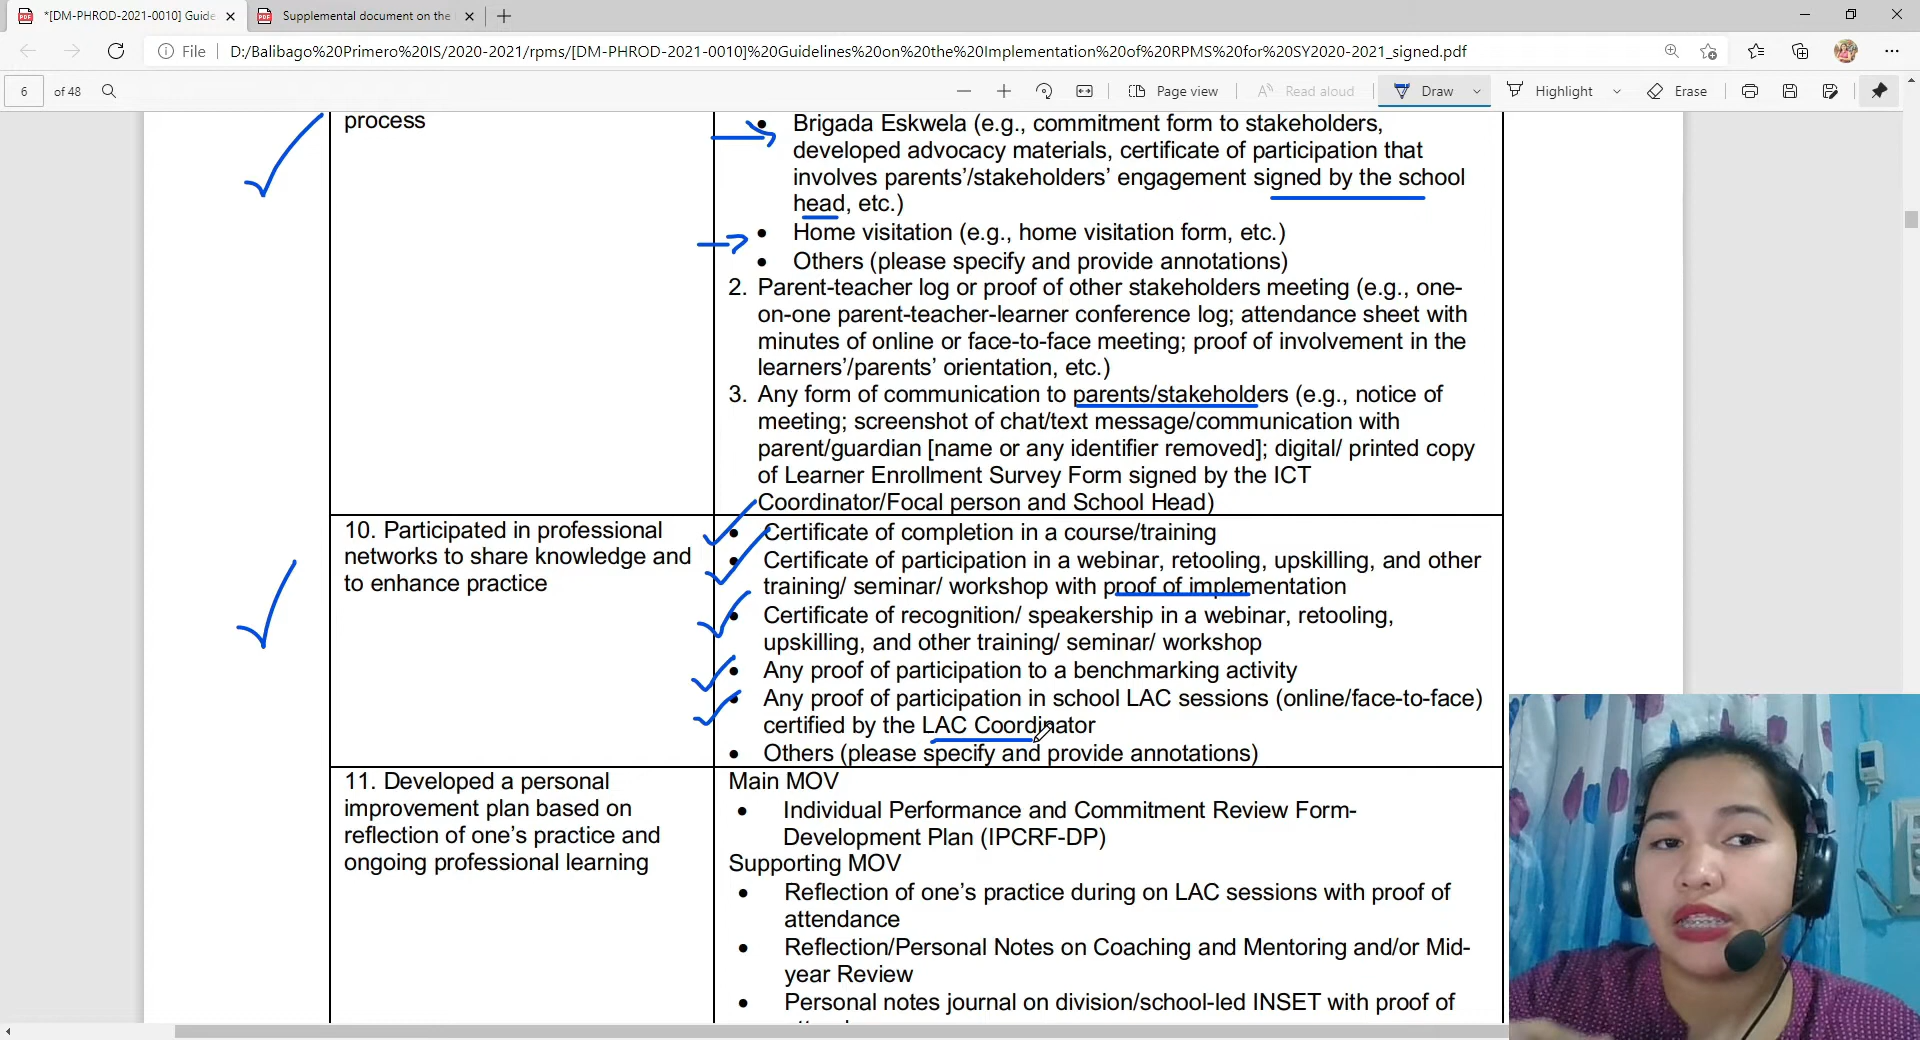 *[DM-PHROD-2021-0010] Guide
Supplemental document on the
File
D:/Balibago%20Primero%20IS/2020-2021/rpms/[DM-PHROD-2021-0010]%20Guidelines%20on%20the%20Implementation%20of%20RPMS%20for%20SY2020-2021_signed.pdf
6 of 48
Page view
Read aloud
Draw
Highlight
Erase
process
• Brigada Eskwela (e.g., commitment form to stakeholders,
developed advocacy materials, certificate of participation that
involves parents’/stakeholders’ engagement signed by the school
head, etc.)
• Home visitation (e.g., home visitation form, etc.)
• Others (please specify and provide annotations)
2. Parent-teacher log or proof of other stakeholders meeting (e.g., one-
on-one parent-teacher-learner conference log; attendance sheet with
minutes of online or face-to-face meeting; proof of involvement in the
learners’/parents’ orientation, etc.)
3. Any form of communication to parents/stakeholders (e.g., notice of
meeting; screenshot of chat/text message/communication with
parent/guardian [name or any identifier removed]; digital/ printed copy
of Learner Enrollment Survey Form signed by the ICT
Coordinator/Focal person and School Head)
10. Participated in professional
networks to share knowledge and
to enhance practice
• Certificate of completion in a course/training
• Certificate of participation in a webinar, retooling, upskilling, and other
training/ seminar/ workshop with proof of implementation
• Certificate of recognition/ speakership in a webinar, retooling,
upskilling, and other training/ seminar/ workshop
• Any proof of participation to a benchmarking activity
• Any proof of participation in school LAC sessions (online/face-to-face)
certified by the LAC Coordinator
• Others (please specify and provide annotations)
11. Developed a personal
improvement plan based on
reflection of one’s practice and
ongoing professional learning
Main MOV
• Individual Performance and Commitment Review Form-
Development Plan (IPCRF-DP)
Supporting MOV
• Reflection of one’s practice during on LAC sessions with proof of
attendance
• Reflection/Personal Notes on Coaching and Mentoring and/or Mid-
year Review
• Personal notes journal on division/school-led INSET with proof of